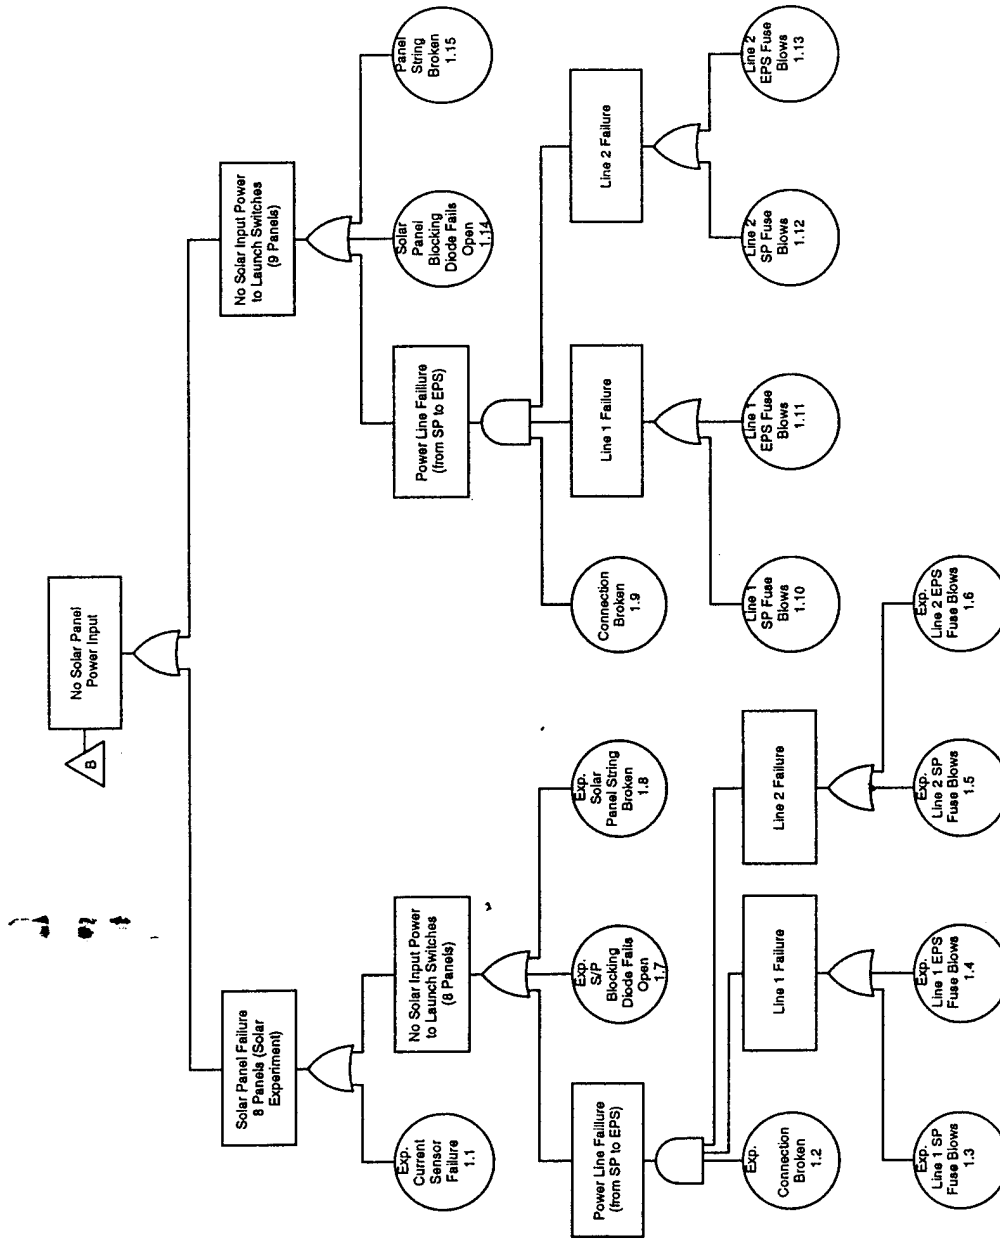 No Solar Panel
Power Input
B
Solar Panel Failure
8 Panels (Solar
Experiment)
No Solar Input Power
to Launch Switches
(9 Panels)
Exp.
Current
Sensor
Failure
1.1
No Solar Input Power
to Launch Switches
(8 Panels)
Power Line Faillure
(from SP to EPS)
Solar
Panel
Blocking
Diode Fails
Open
1.14
Panel
String
Broken
1.15
Power Line Faillure
(from SP to EPS)
Exp.
S/P
Blocking
Diode Fails
Open
1.7
Exp.
Solar
Panel String
Broken
1.8
Connection
Broken
1.9
Line 1 Failure
Line 2 Failure
Exp.
Connection
Broken
1.2
Line 1 Failure
Line 2 Failure
Line 1
SP Fuse
Blows
1.10
Line 1
EPS Fuse
Blows
1.11
Line 2
SP Fuse
Blows
1.12
Line 2
EPS Fuse
Blows
1.13
Exp.
Line 1 SP
Fuse Blows
1.3
Exp.
Line 1 EPS
Fuse Blows
1.4
Exp.
Line 2 SP
Fuse Blows
1.5
Exp.
Line 2 EPS
Fuse Blows
1.6